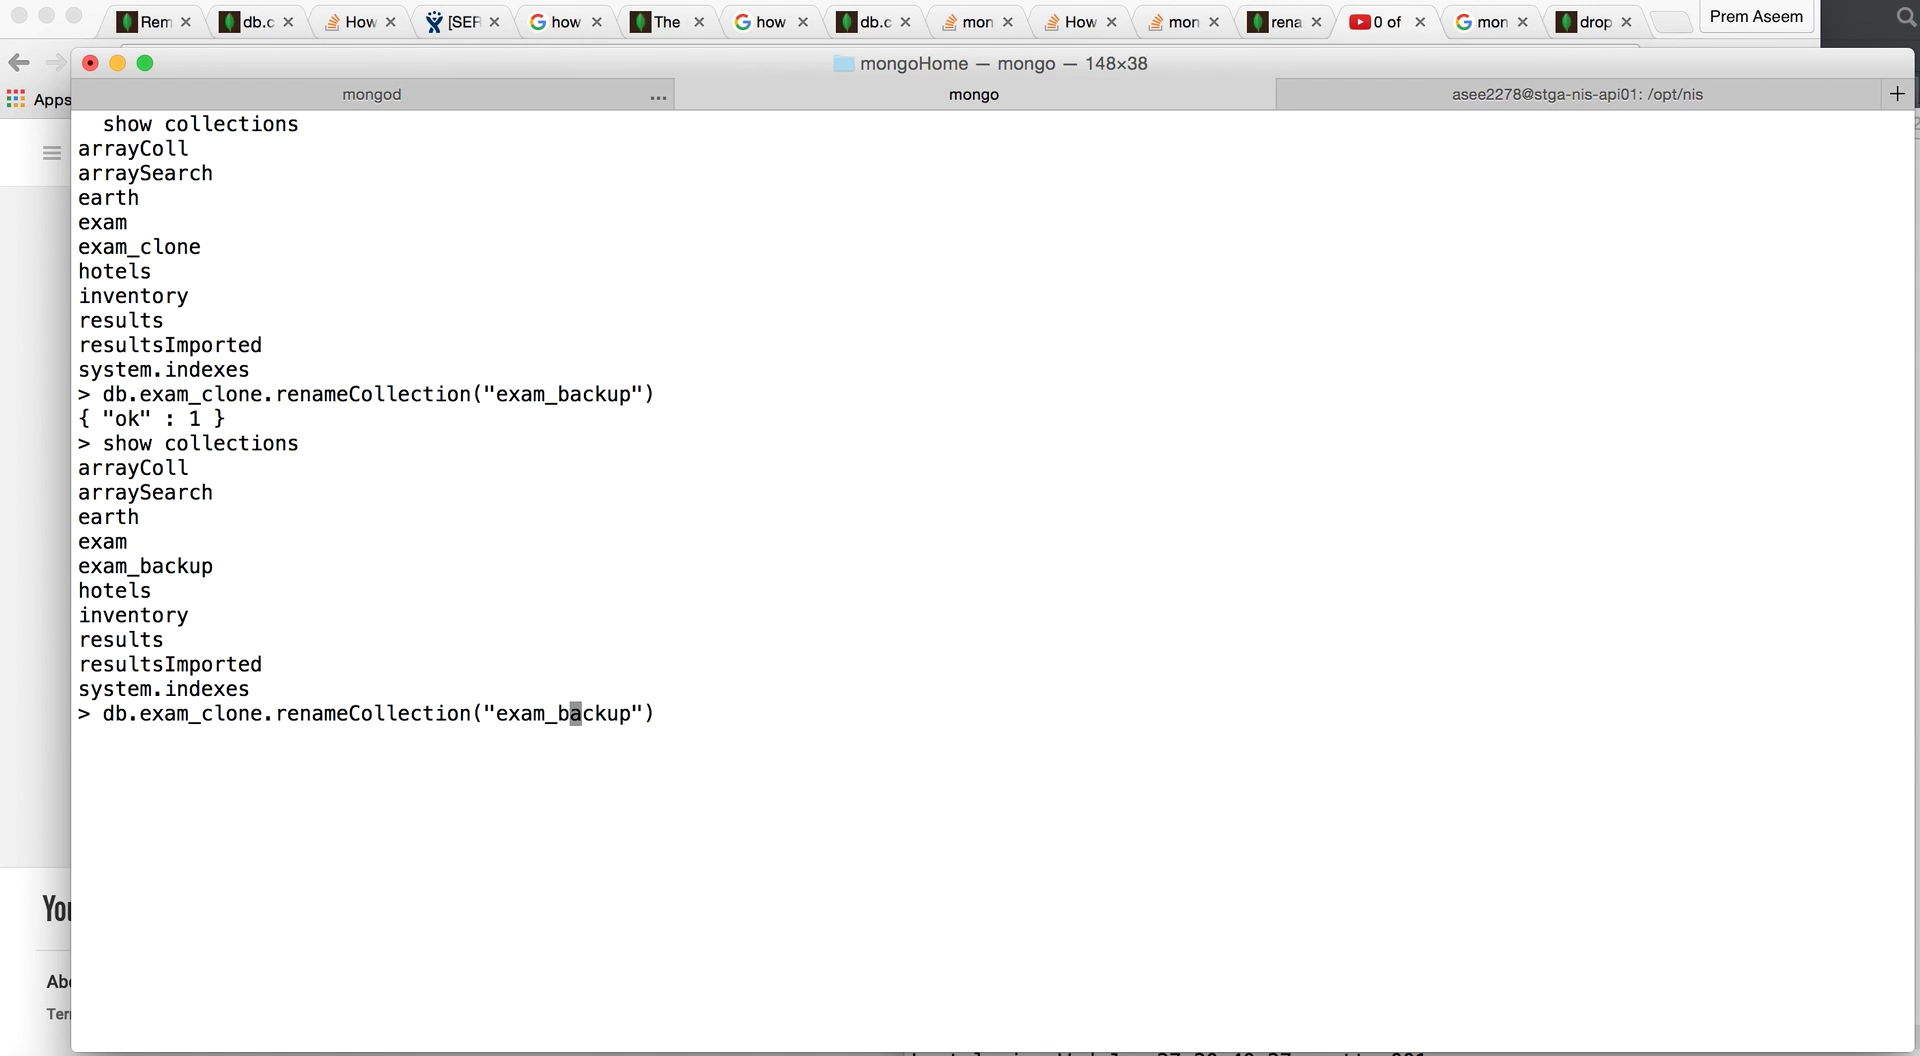 Rem
db.c
How
[SER
how
The
how
db.c
mon
How
mon
rena
0 of
mon
drop
Prem Aseem
mongoHome — mongo — 148×38
Apps
mongod
...
mongo
asee2278@stga-nis-api01: /opt/nis
+
show collections
arrayColl
arraySearch
earth
exam
exam_clone
hotels
inventory
results
resultsImported
system.indexes
> db.exam_clone.renameCollection("exam_backup")
{ "ok" : 1 }
> show collections
arrayColl
arraySearch
earth
exam
exam_backup
hotels
inventory
results
resultsImported
system.indexes
> db.exam_clone.renameCollection("exam_backup")
You
Abo
Ter